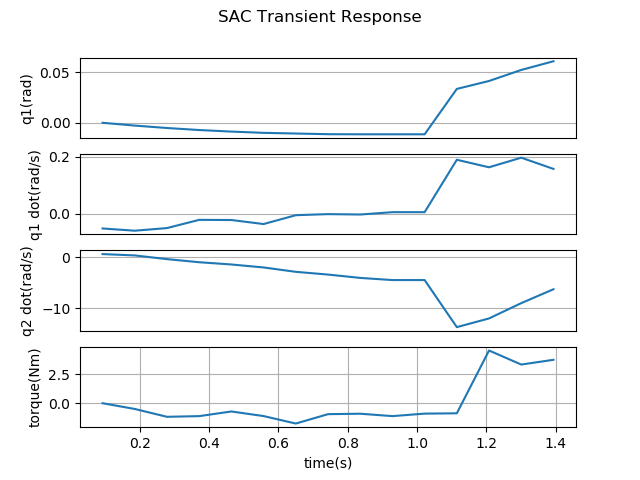 SAC Transient Response
q1(rad)
0.05
0.00
q1 dot(rad/s)
0.2
0.0
q2 dot(rad/s)
0
−10
torque(Nm)
2.5
0.0
0.2 0.4 0.6 0.8 1.0 1.2 1.4
time(s)